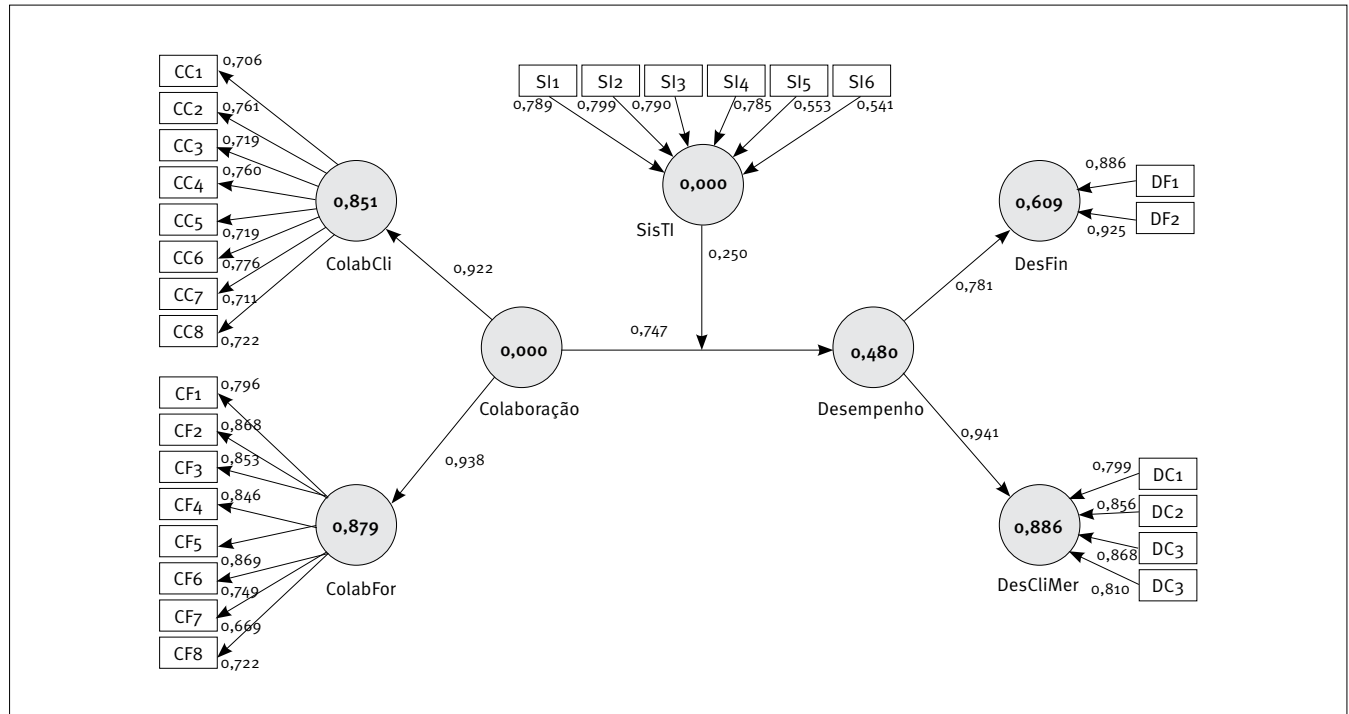 CC1
0,706
CC2
0,761
CC3
0,719
CC4
0,760
CC5
CC6
0,719
CC7
0,776
CC8
0,711
0,722
0,851
ColabCli
CF1
0,796
CF2
0,868
CF3
0,853
CF4
0,846
CF5
CF6
0,869
CF7
0,749
CF8
0,669
0,722
0,879
ColabFor
0,922
0,938
0,000
Colaboração
SI1
SI2
SI3
SI4
SI5
SI6
0,789
0,799
0,790
0,785
0,553
0,541
0,000
SisTI
0,250
0,747
0,480
Desempenho
0,781
0,941
0,609
DesFin
0,886
DF1
DF2
0,925
0,886
DesCliMer
0,799
DC1
0,856
DC2
DC3
0,868
DC3
0,810